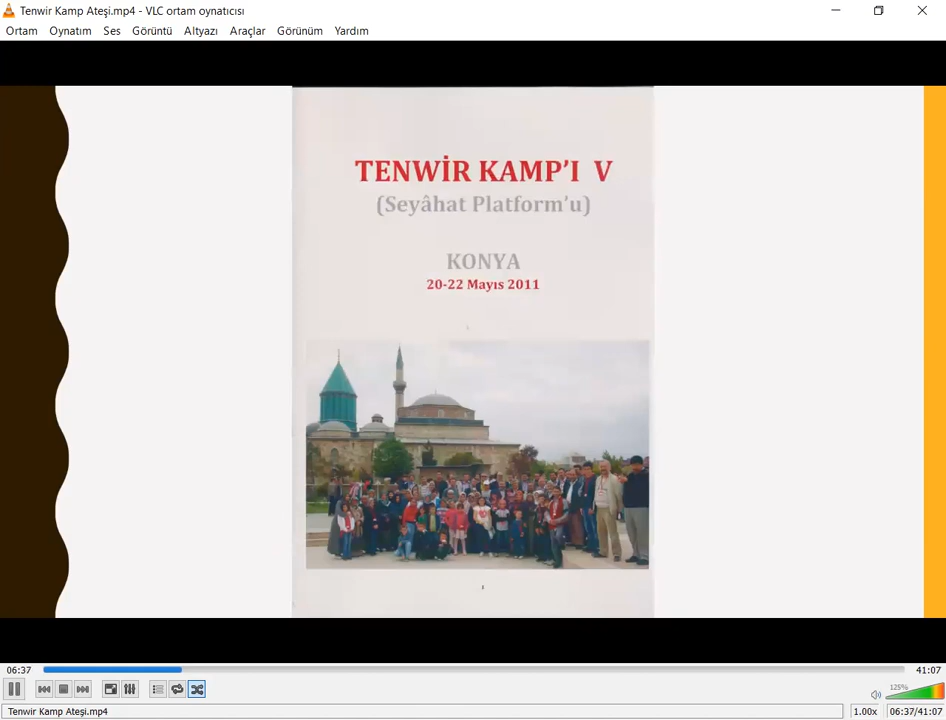 Tenwir Kamp Ateşi.mp4 - VLC ortam oynatıcısı
Ortam Oynatım Ses Görüntü Altyazı Araçlar Görünüm Yardım
TENWİR KAMP'I V
(Seyâhat Platform'u)
KONYA
20-22 Mayıs 2011
06:37
41:07
125%
Tenwir Kamp Ateşi.mp4
1.00x
06:37/41:07